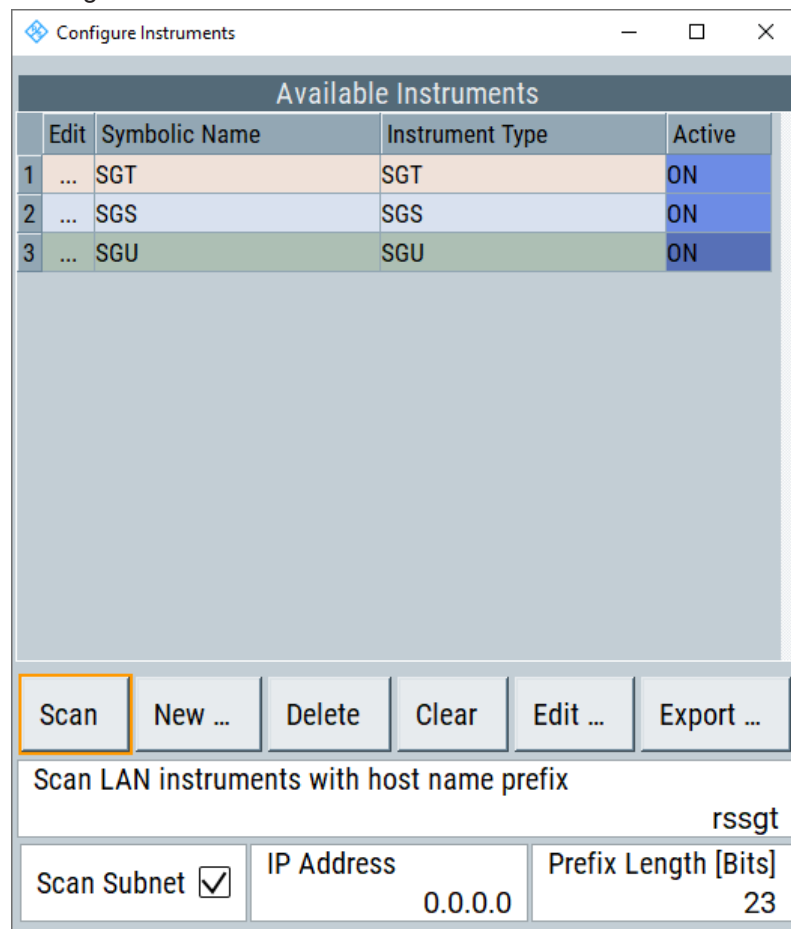 Configure Instruments
Available Instruments
Edit Symbolic Name Instrument Type Active
1 ... SGT SGT ON
2 ... SGS SGS ON
3 ... SGU SGU ON
Scan New ... Delete Clear Edit ... Export ...
Scan LAN instruments with host name prefix
rssgt
Scan Subnet IP Address Prefix Length [Bits]
0.0.0.0 23